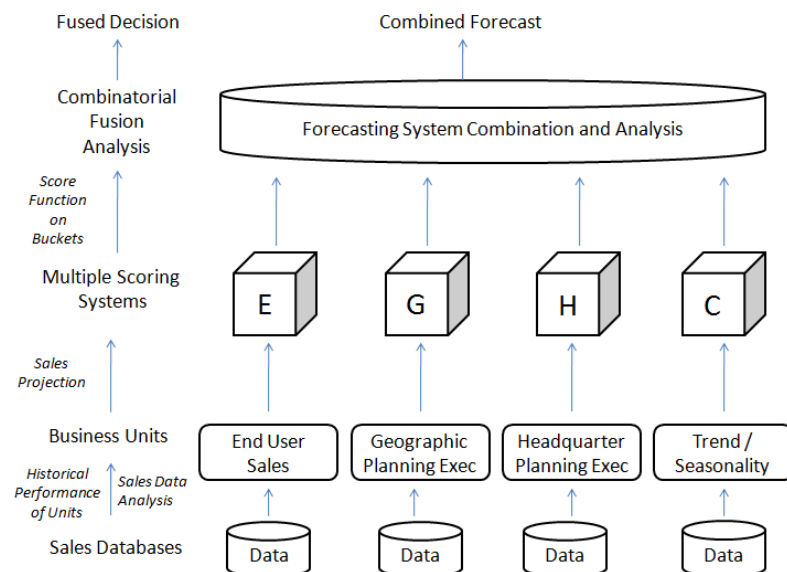 Fused Decision
Combined Forecast
Combinatorial
Fusion
Analysis
Forecasting System Combination and Analysis
Score
Function
on
Buckets
Multiple Scoring
Systems
E
G
H
C
Sales
Projection
Business Units
End User
Sales
Geographic
Planning Exec
Headquarter
Planning Exec
Trend /
Seasonality
Historical
Performance
of Units
Sales Data
Analysis
Sales Databases
Data
Data
Data
Data